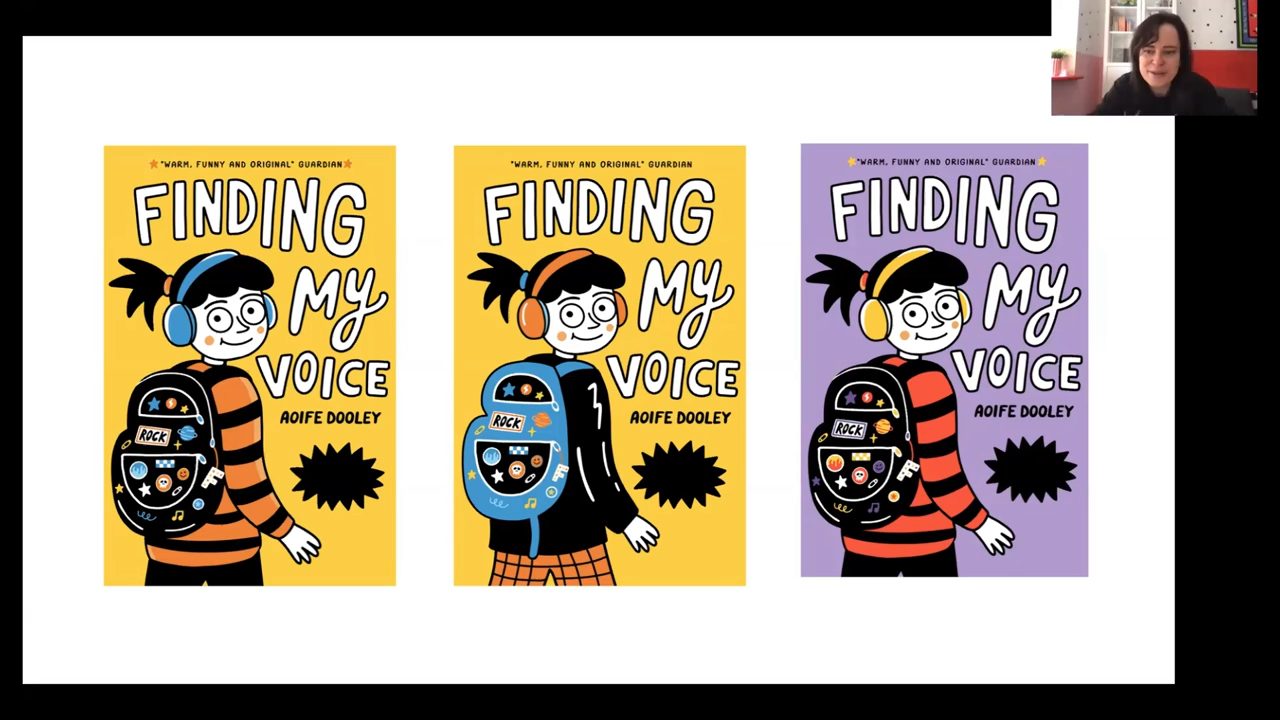 "WARM, FUNNY AND ORIGINAL" GUARDIAN
FINDING
MY
VOICE
AOIFE DOOLEY
ROCK
"WARM, FUNNY AND ORIGINAL" GUARDIAN
FINDING
MY
VOICE
AOIFE DOOLEY
ROCK
"WARM, FUNNY AND ORIGINAL" GUARDIAN
FINDING
MY
VOICE
AOIFE DOOLEY
ROCK